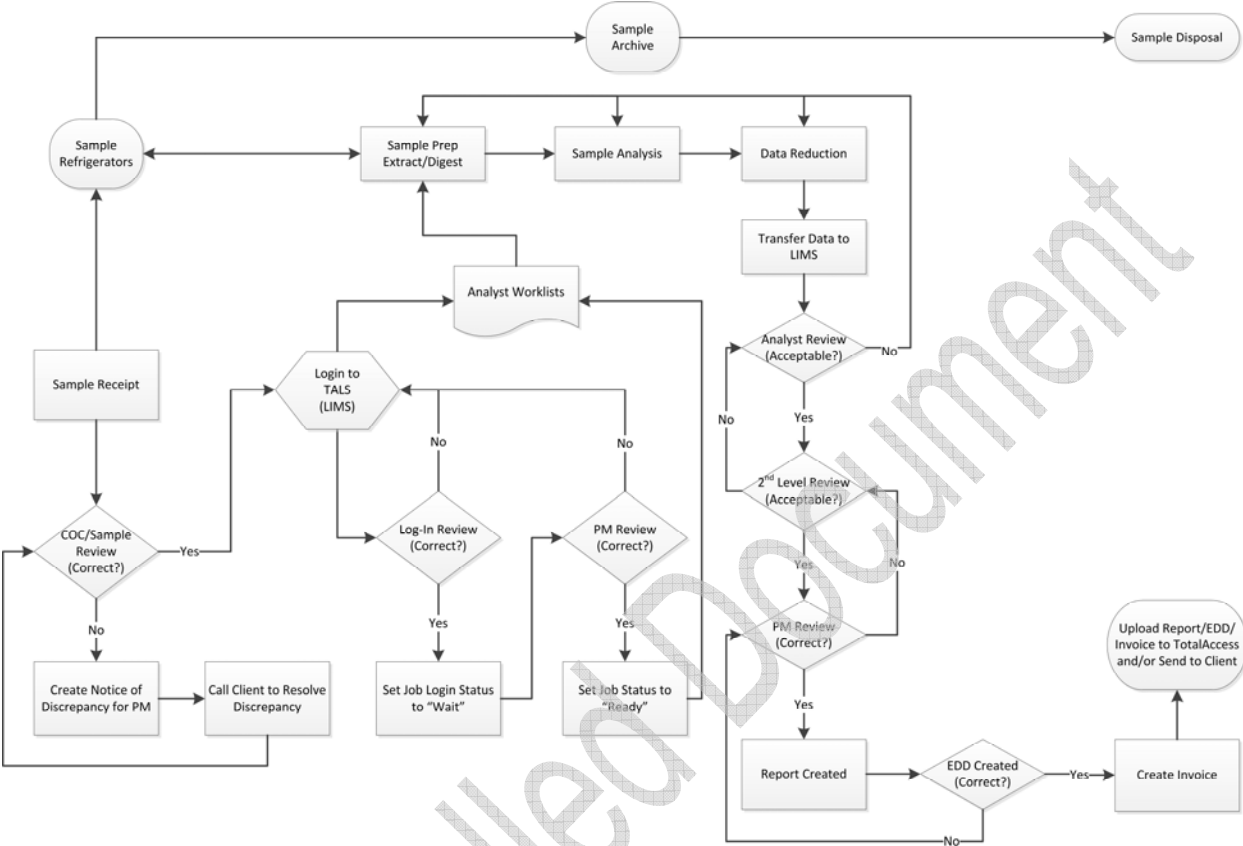 Sample
Archive
Sample Disposal
Sample
Refrigerators
Sample Prep
Extract/Digest
Sample Analysis
Data Reduction
Transfer Data to
LIMS
Analyst Worklists
Analyst Review
(Acceptable?)
No
Sample Receipt
Login to
TALS
(LIMS)
No
No
No
Yes
2nd Level Review
(Acceptable?)
COC/Sample
Review
(Correct?)
Yes
Log-In Review
(Correct?)
PM Review
(Correct?)
Yes
No
No
Yes
Yes
PM Review
(Correct?)
Upload Report/EDD/
Invoice to TotalAccess
and/or Send to Client
Create Notice of
Discrepancy for PM
Call Client to Resolve
Discrepancy
Set Job Login Status
to “Wait”
Set Job Status to
“Ready”
Yes
Report Created
EDD Created
(Correct?)
Yes
Create Invoice
No
lled Document